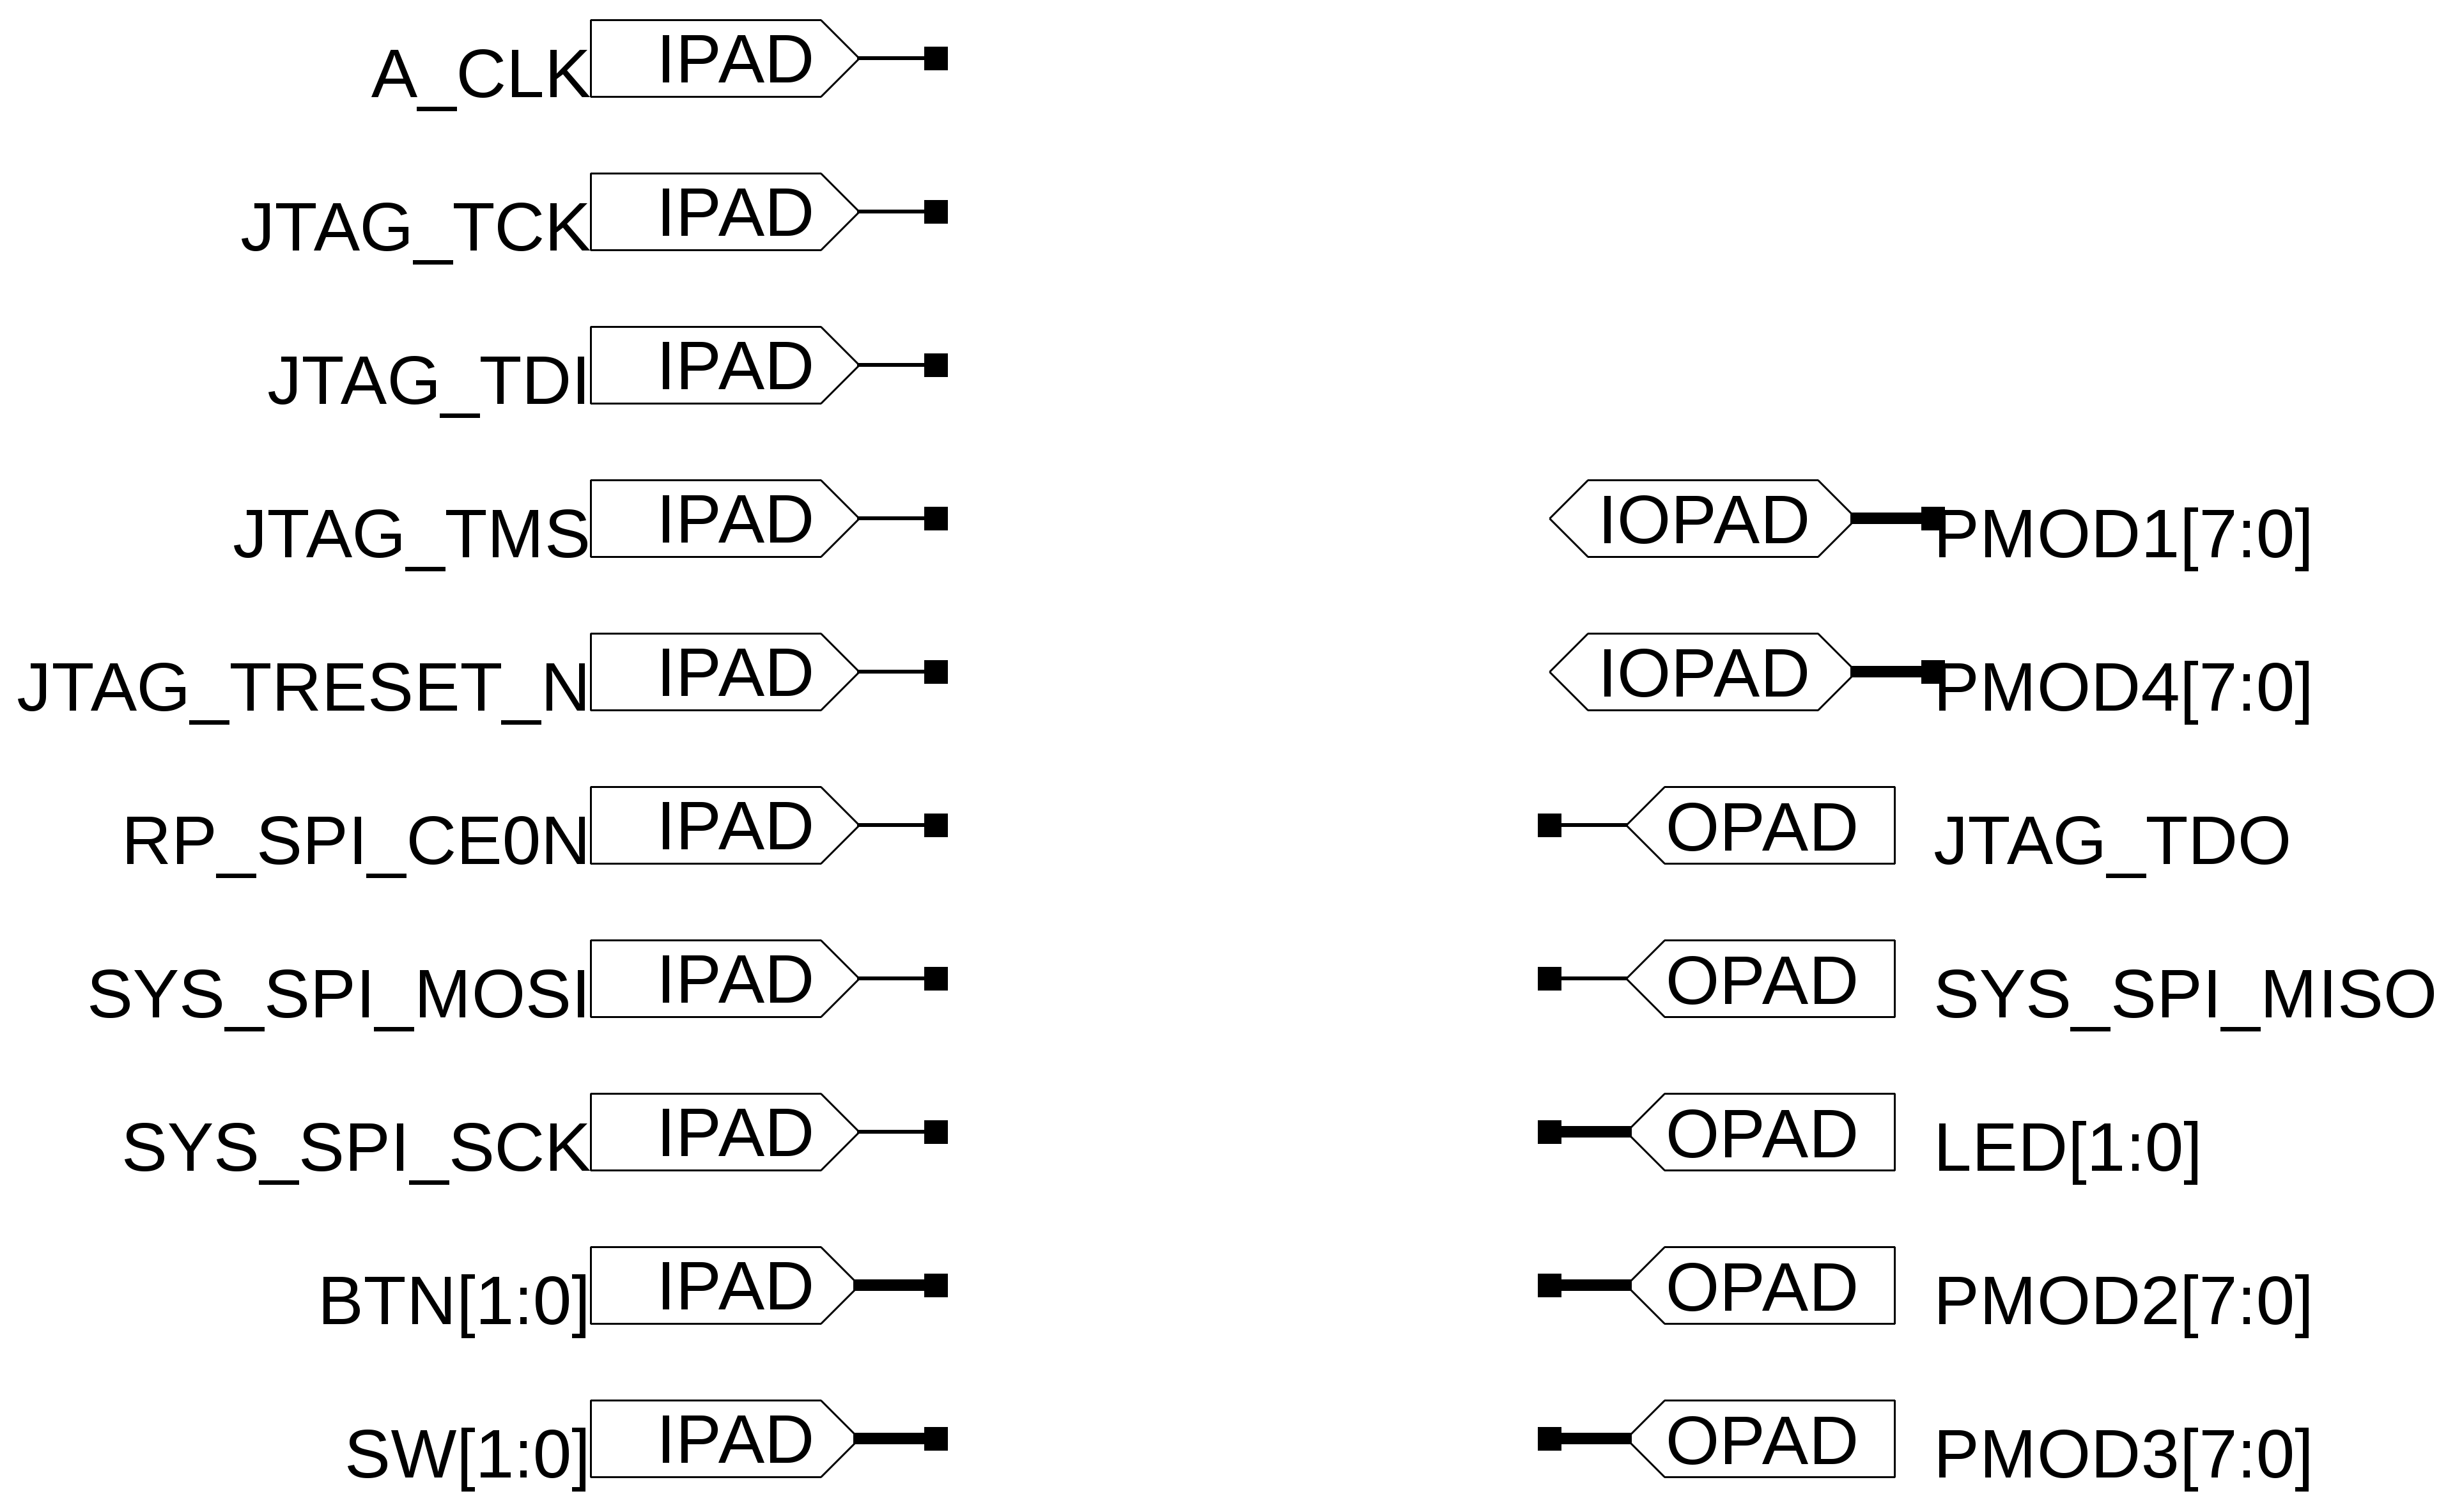 A_CLK IPAD
JTAG_TCK IPAD
JTAG_TDI IPAD
JTAG_TMS IPAD IOPAD PMOD1[7:0]
JTAG_TRESET_N IPAD IOPAD PMOD4[7:0]
RP_SPI_CE0N IPAD OPAD JTAG_TDO
SYS_SPI_MOSI IPAD OPAD SYS_SPI_MISO
SYS_SPI_SCK IPAD OPAD LED[1:0]
BTN[1:0] IPAD OPAD PMOD2[7:0]
SW[1:0] IPAD OPAD PMOD3[7:0]